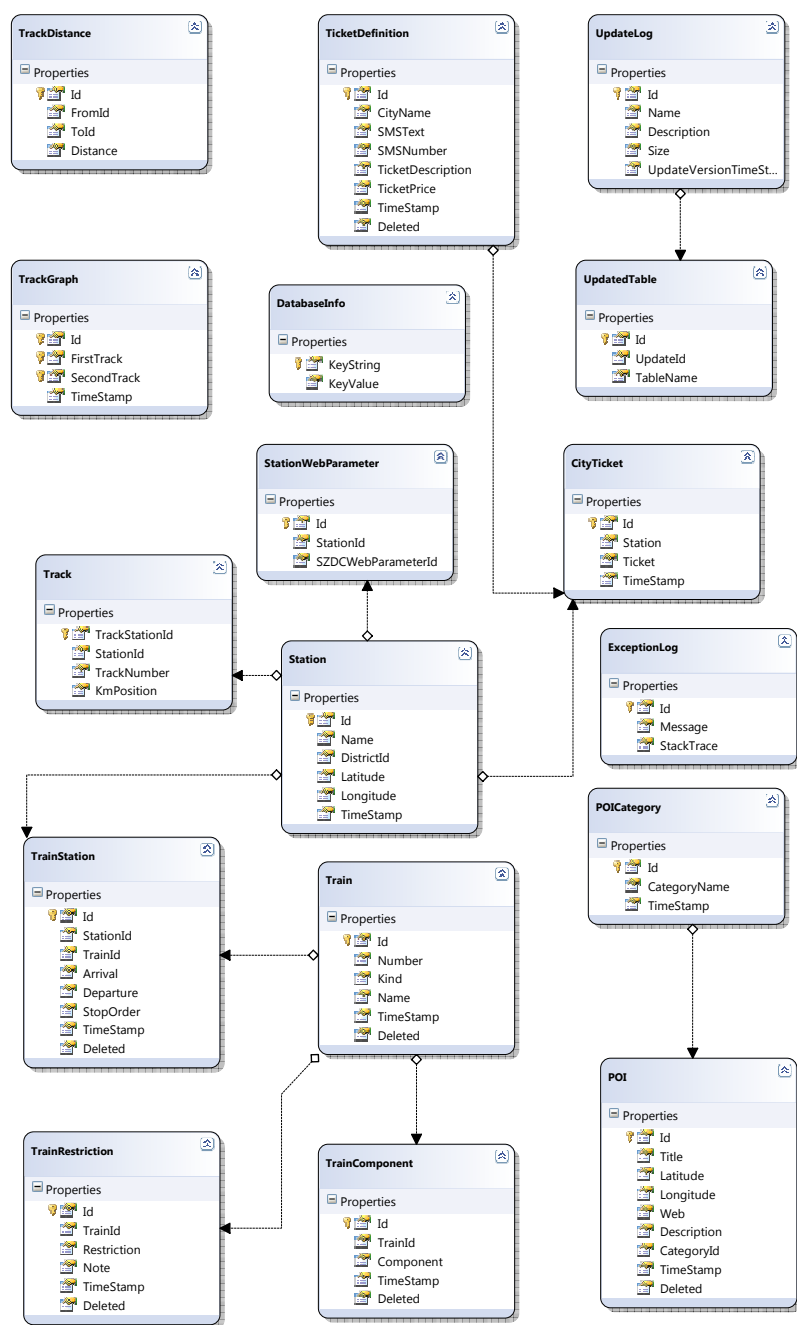 TrackDistance
Properties
Id
FromId
ToId
Distance
TicketDefinition
Properties
Id
CityName
SMSText
SMSNumber
TicketDescription
TicketPrice
TimeStamp
Deleted
UpdateLog
Properties
Id
Name
Description
Size
UpdateVersionTimeSt...
TrackGraph
Properties
Id
FirstTrack
SecondTrack
TimeStamp
DatabaseInfo
Properties
KeyString
KeyValue
UpdatedTable
Properties
Id
UpdateId
TableName
StationWebParameter
Properties
Id
StationId
SZDCWebParameterId
CityTicket
Properties
Id
Station
Ticket
TimeStamp
Track
Properties
TrackStationId
StationId
TrackNumber
KmPosition
Station
Properties
Id
Name
DistrictId
Latitude
Longitude
TimeStamp
ExceptionLog
Properties
Id
Message
StackTrace
POICategory
Properties
Id
CategoryName
TimeStamp
TrainStation
Properties
Id
StationId
TrainId
Arrival
Departure
StopOrder
TimeStamp
Deleted
Train
Properties
Id
Number
Kind
Name
TimeStamp
Deleted
POI
Properties
Id
Title
Latitude
Longitude
Web
Description
CategoryId
TimeStamp
Deleted
TrainRestriction
Properties
Id
TrainId
Restriction
Note
TimeStamp
Deleted
TrainComponent
Properties
Id
TrainId
Component
TimeStamp
Deleted